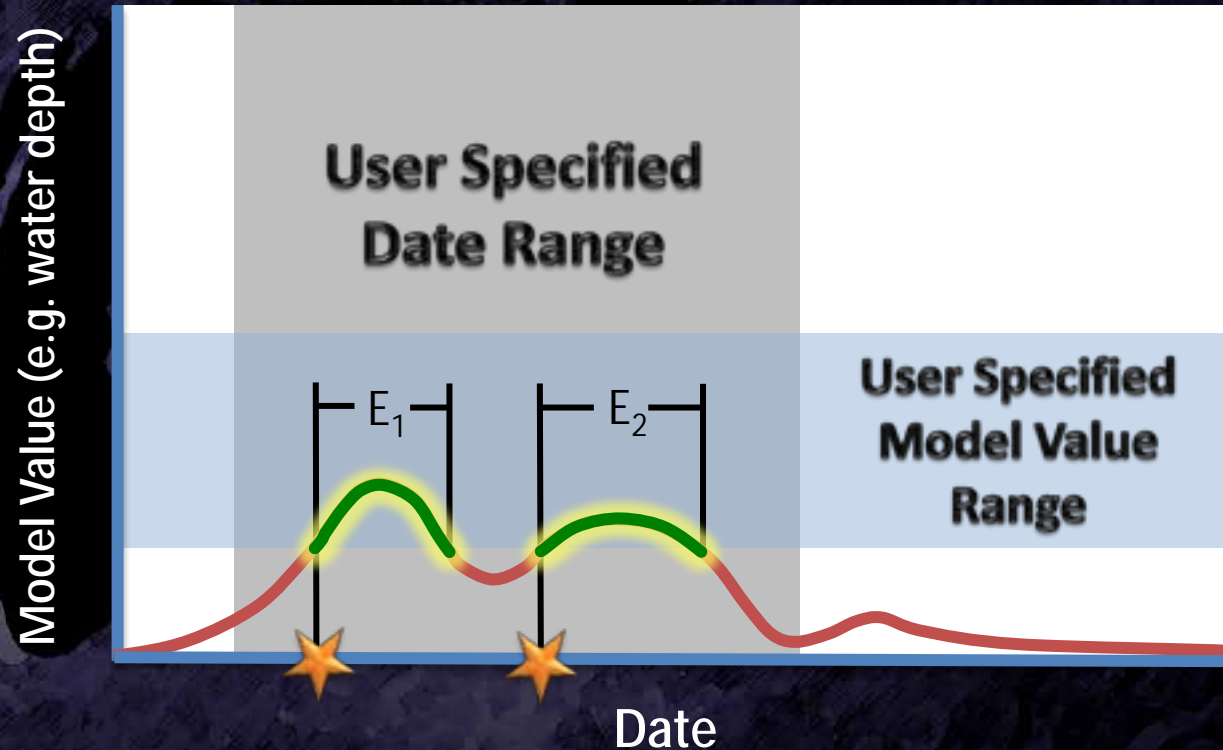 Model Value (e.g. water depth)
User Specified
Date Range
User Specified
Model Value
Range
E₁
E₂
Date